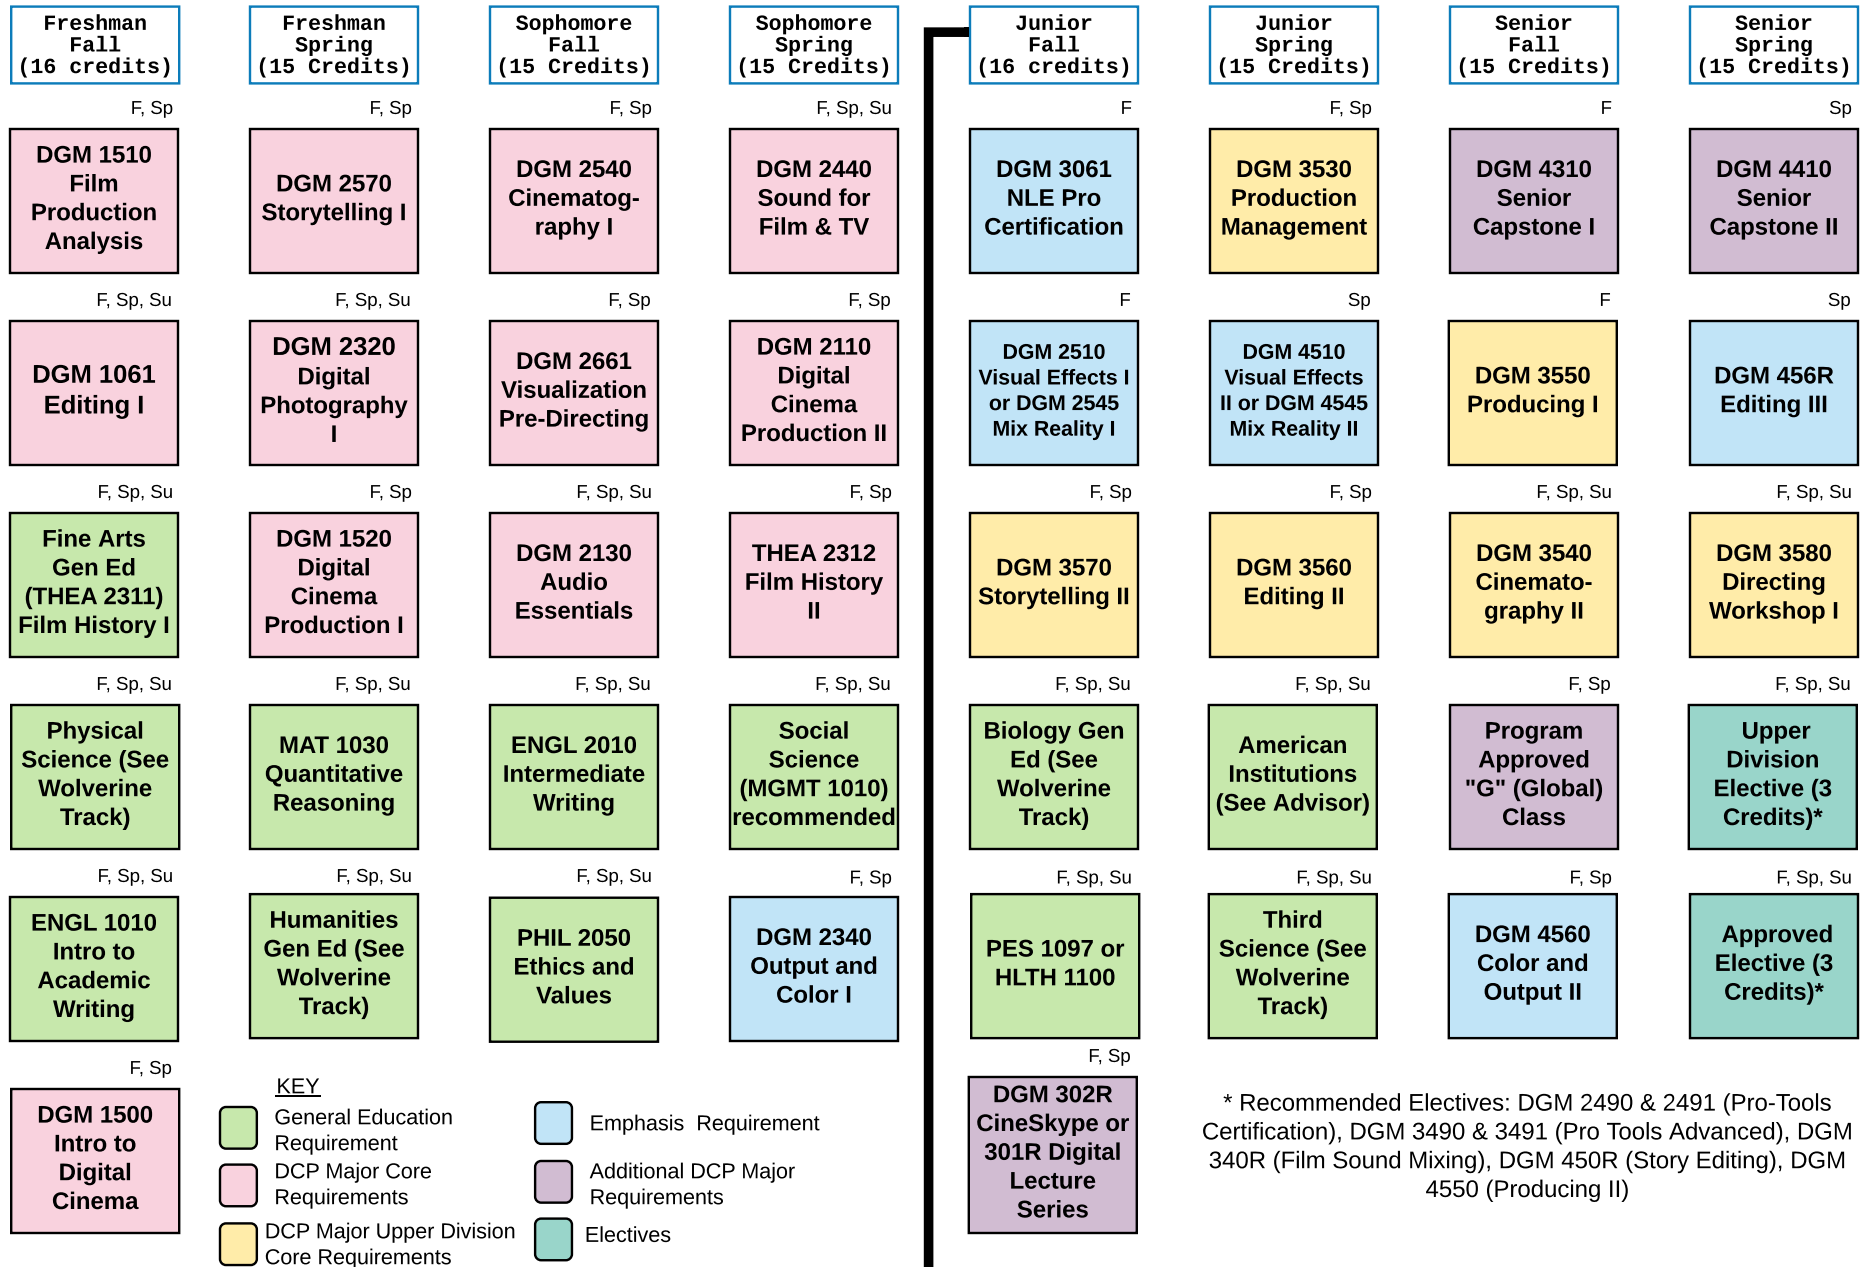 Freshman
Fall
(16 credits)
Freshman
Spring
(15 Credits)
Sophomore
Fall
(15 Credits)
Sophomore
Spring
(15 Credits)
Junior
Fall
(16 credits)
Junior
Spring
(15 Credits)
Senior
Fall
(15 Credits)
Senior
Spring
(15 Credits)
F, Sp
F, Sp
F, Sp
F, Sp, Su
F
F, Sp
F
Sp
DGM 1510
Film
Production
Analysis
DGM 2570
Storytelling I
DGM 2540
Cinematog-
raphy I
DGM 2440
Sound for
Film & TV
DGM 3061
NLE Pro
Certification
DGM 3530
Production
Management
DGM 4310
Senior
Capstone I
DGM 4410
Senior
Capstone II
F, Sp, Su
F, Sp, Su
F, Sp
F, Sp
F
Sp
F
Sp
DGM 1061
Editing I
DGM 2320
Digital
Photography
I
DGM 2661
Visualization
Pre-Directing
DGM 2110
Digital
Cinema
Production II
DGM 2510
Visual Effects I
or DGM 2545
Mix Reality I
DGM 4510
Visual Effects
II or DGM 4545
Mix Reality II
DGM 3550
Producing I
DGM 456R
Editing III
F, Sp, Su
F, Sp
F, Sp, Su
F, Sp
F, Sp
F, Sp
F, Sp, Su
F, Sp, Su
Fine Arts
Gen Ed
(THEA 2311)
Film History I
DGM 1520
Digital
Cinema
Production I
DGM 2130
Audio
Essentials
THEA 2312
Film History
II
DGM 3570
Storytelling II
DGM 3560
Editing II
DGM 3540
Cinemato-
graphy II
DGM 3580
Directing
Workshop I
F, Sp, Su
F, Sp, Su
F, Sp, Su
F, Sp, Su
F, Sp, Su
F, Sp, Su
F, Sp
F, Sp, Su
Physical
Science (See
Wolverine
Track)
MAT 1030
Quantitative
Reasoning
ENGL 2010
Intermediate
Writing
Social
Science
(MGMT 1010)
recommended
Biology Gen
Ed (See
Wolverine
Track)
American
Institutions
(See Advisor)
Program
Approved
"G" (Global)
Class
Upper
Division
Elective (3
Credits)*
F, Sp, Su
F, Sp, Su
F, Sp, Su
F, Sp
F, Sp, Su
F, Sp, Su
F, Sp
F, Sp, Su
ENGL 1010
Intro to
Academic
Writing
Humanities
Gen Ed (See
Wolverine
Track)
PHIL 2050
Ethics and
Values
DGM 2340
Output and
Color I
PES 1097 or
HLTH 1100
Third
Science (See
Wolverine
Track)
DGM 4560
Color and
Output II
Approved
Elective (3
Credits)*
F, Sp
F, Sp
DGM 1500
Intro to
Digital
Cinema
KEY
General Education
Requirement
DCP Major Core
Requirements
DCP Major Upper Division
Core Requirements
Emphasis  Requirement
Additional DCP Major
Requirements
Electives
DGM 302R
CineSkype or
301R Digital
Lecture
Series
* Recommended Electives: DGM 2490 & 2491 (Pro-Tools
Certification), DGM 3490 & 3491 (Pro Tools Advanced), DGM
340R (Film Sound Mixing), DGM 450R (Story Editing), DGM
4550 (Producing II)